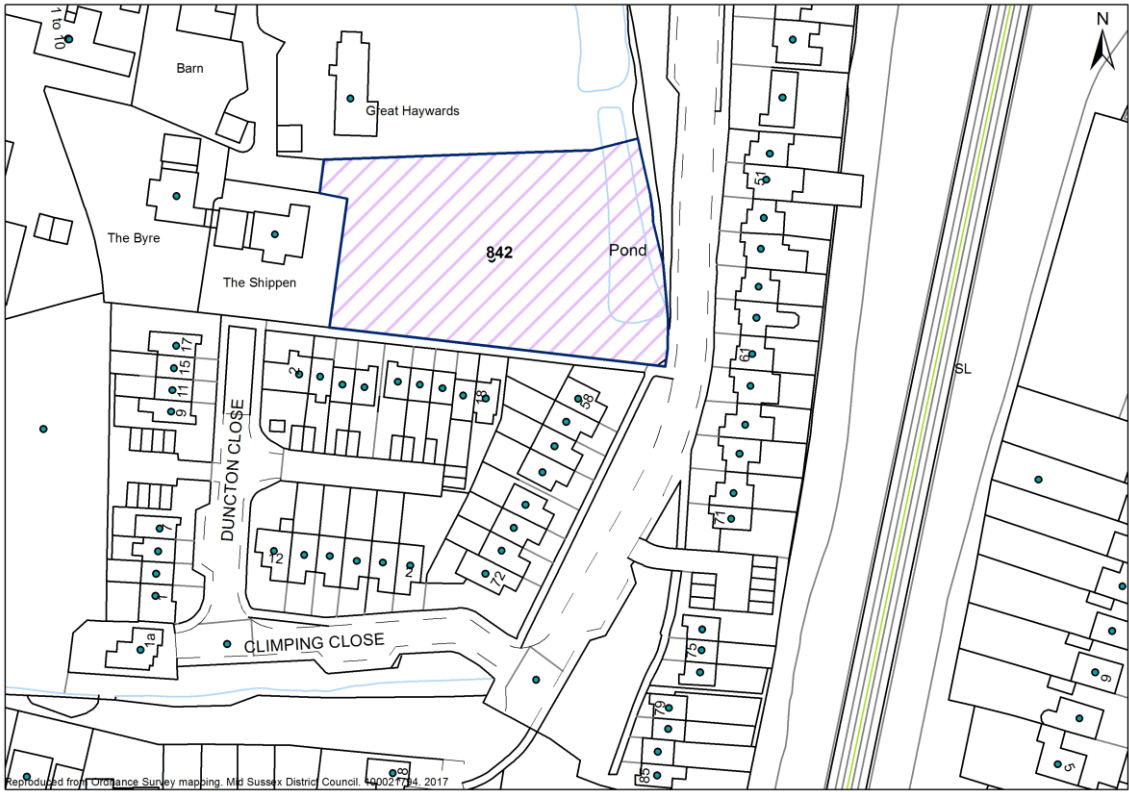 N
1 to 10
Barn
Great Haywards
51
The Byre
842
Pond
The Shippen
17
15
11
9
2
18
58
61
SL
DUNCTON CLOSE
71
7
12
2
72
1
1a
CLIMPING CLOSE
75
9
79
85
8
5
Reproduced from Ordnance Survey mapping. Mid Sussex District Council. 100021794. 2017